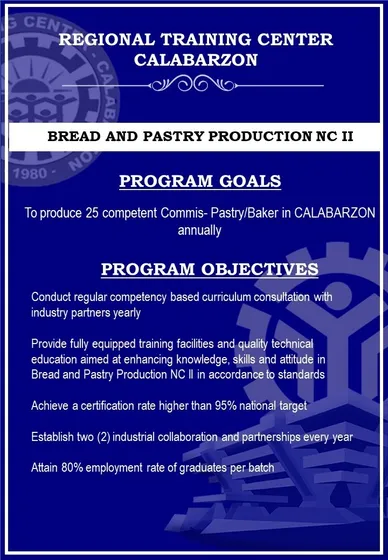 REGIONAL TRAINING CENTER
CALABARZON
BREAD AND PASTRY PRODUCTION NC II
PROGRAM GOALS
To produce 25 competent Commis- Pastry/Baker in CALABARZON
annually
PROGRAM OBJECTIVES
Conduct regular competency based curriculum consultation with
industry partners yearly
Provide fully equipped training facilities and quality technical
education aimed at enhancing knowledge, skills and attitude in
Bread and Pastry Production NC II in accordance to standards
Achieve a certification rate higher than 95% national target
Establish two (2) industrial collaboration and partnerships every year
Attain 80% employment rate of graduates per batch
1980